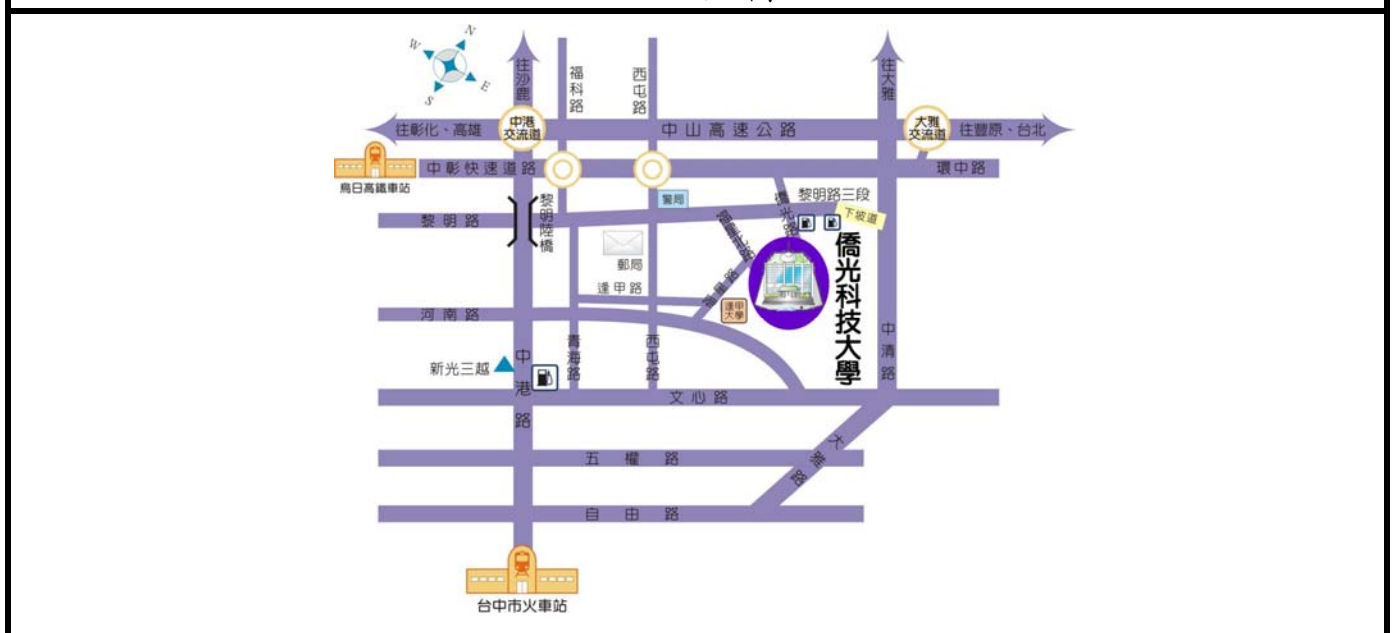 N
W
E
S
往沙鹿
福科路
西屯路
往大雅
往彰化、高雄
中港
交流道
中山高速公路
大雅
交流道
往豐原、台北
中彰快速道路
環中路
烏日高鐵車站
警局
僑光路
黎明路三段
下坡道
黎明路
黎明陸橋
郵局
福星路
逢甲路
逢甲
大學
僑光科技大學
河南路
青海路
西屯路
中清路
新光三越
中港路
文心路
大雅路
五權路
自由路
台中市火車站